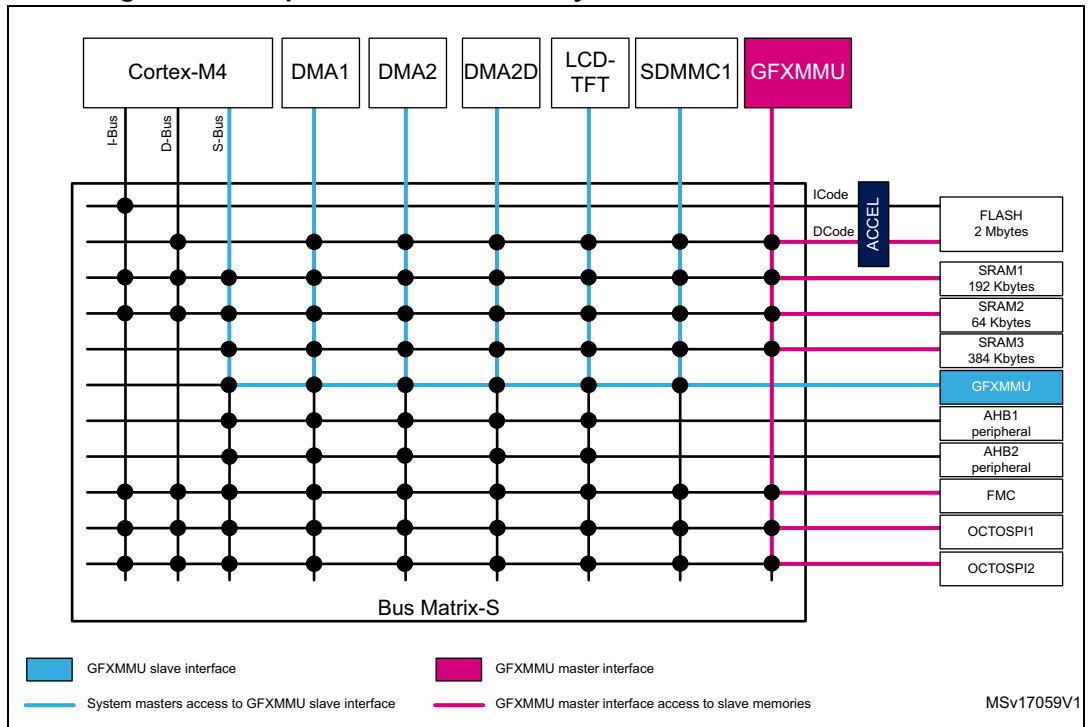 Cortex-M4
DMA1
DMA2
DMA2D
LCD-
TFT
SDMMC1
GFXMMU
I-Bus
D-Bus
S-Bus
ICode
DCode
ACCEL
FLASH
2 Mbytes
SRAM1
192 Kbytes
SRAM2
64 Kbytes
SRAM3
384 Kbytes
GFXMMU
AHB1
peripheral
AHB2
peripheral
FMC
OCTOSPI1
OCTOSPI2
Bus Matrix-S
GFXMMU slave interface
GFXMMU master interface
System masters access to GFXMMU slave interface
GFXMMU master interface access to slave memories
MSv17059V1